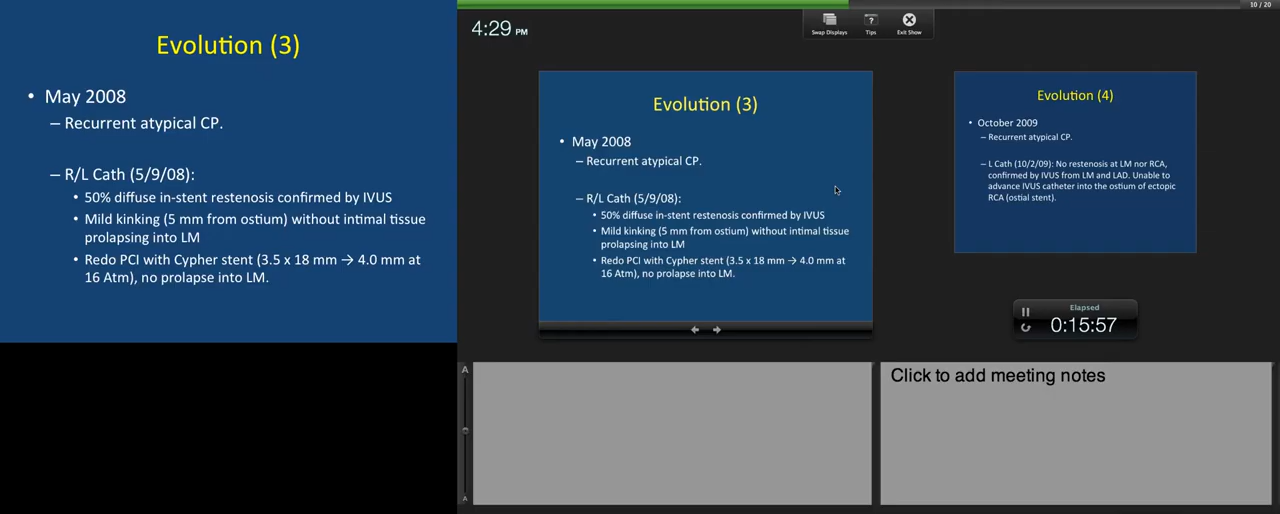 Evolution (3)
• May 2008
– Recurrent atypical CP.
– R/L Cath (5/9/08):
• 50% diffuse in-stent restenosis confirmed by IVUS
• Mild kinking (5 mm from ostium) without intimal tissue
prolapsing into LM
• Redo PCI with Cypher stent (3.5 x 18 mm → 4.0 mm at
16 Atm), no prolapse into LM.
10 / 20
4:29 PM
Swap Displays
Tips
Exit Show
Evolution (3)
• May 2008
– Recurrent atypical CP.
– R/L Cath (5/9/08):
• 50% diffuse in-stent restenosis confirmed by IVUS
• Mild kinking (5 mm from ostium) without intimal tissue
prolapsing into LM
• Redo PCI with Cypher stent (3.5 x 18 mm → 4.0 mm at
16 Atm), no prolapse into LM.
Evolution (4)
• October 2009
– Recurrent atypical CP.
– L Cath (10/2/09): No restenosis at LM nor RCA,
confirmed by IVUS from LM and LAD. Unable to
advance IVUS catheter into the ostium of ectopic
RCA (ostial stent).
Elapsed
0:15:57
A
A
Click to add meeting notes